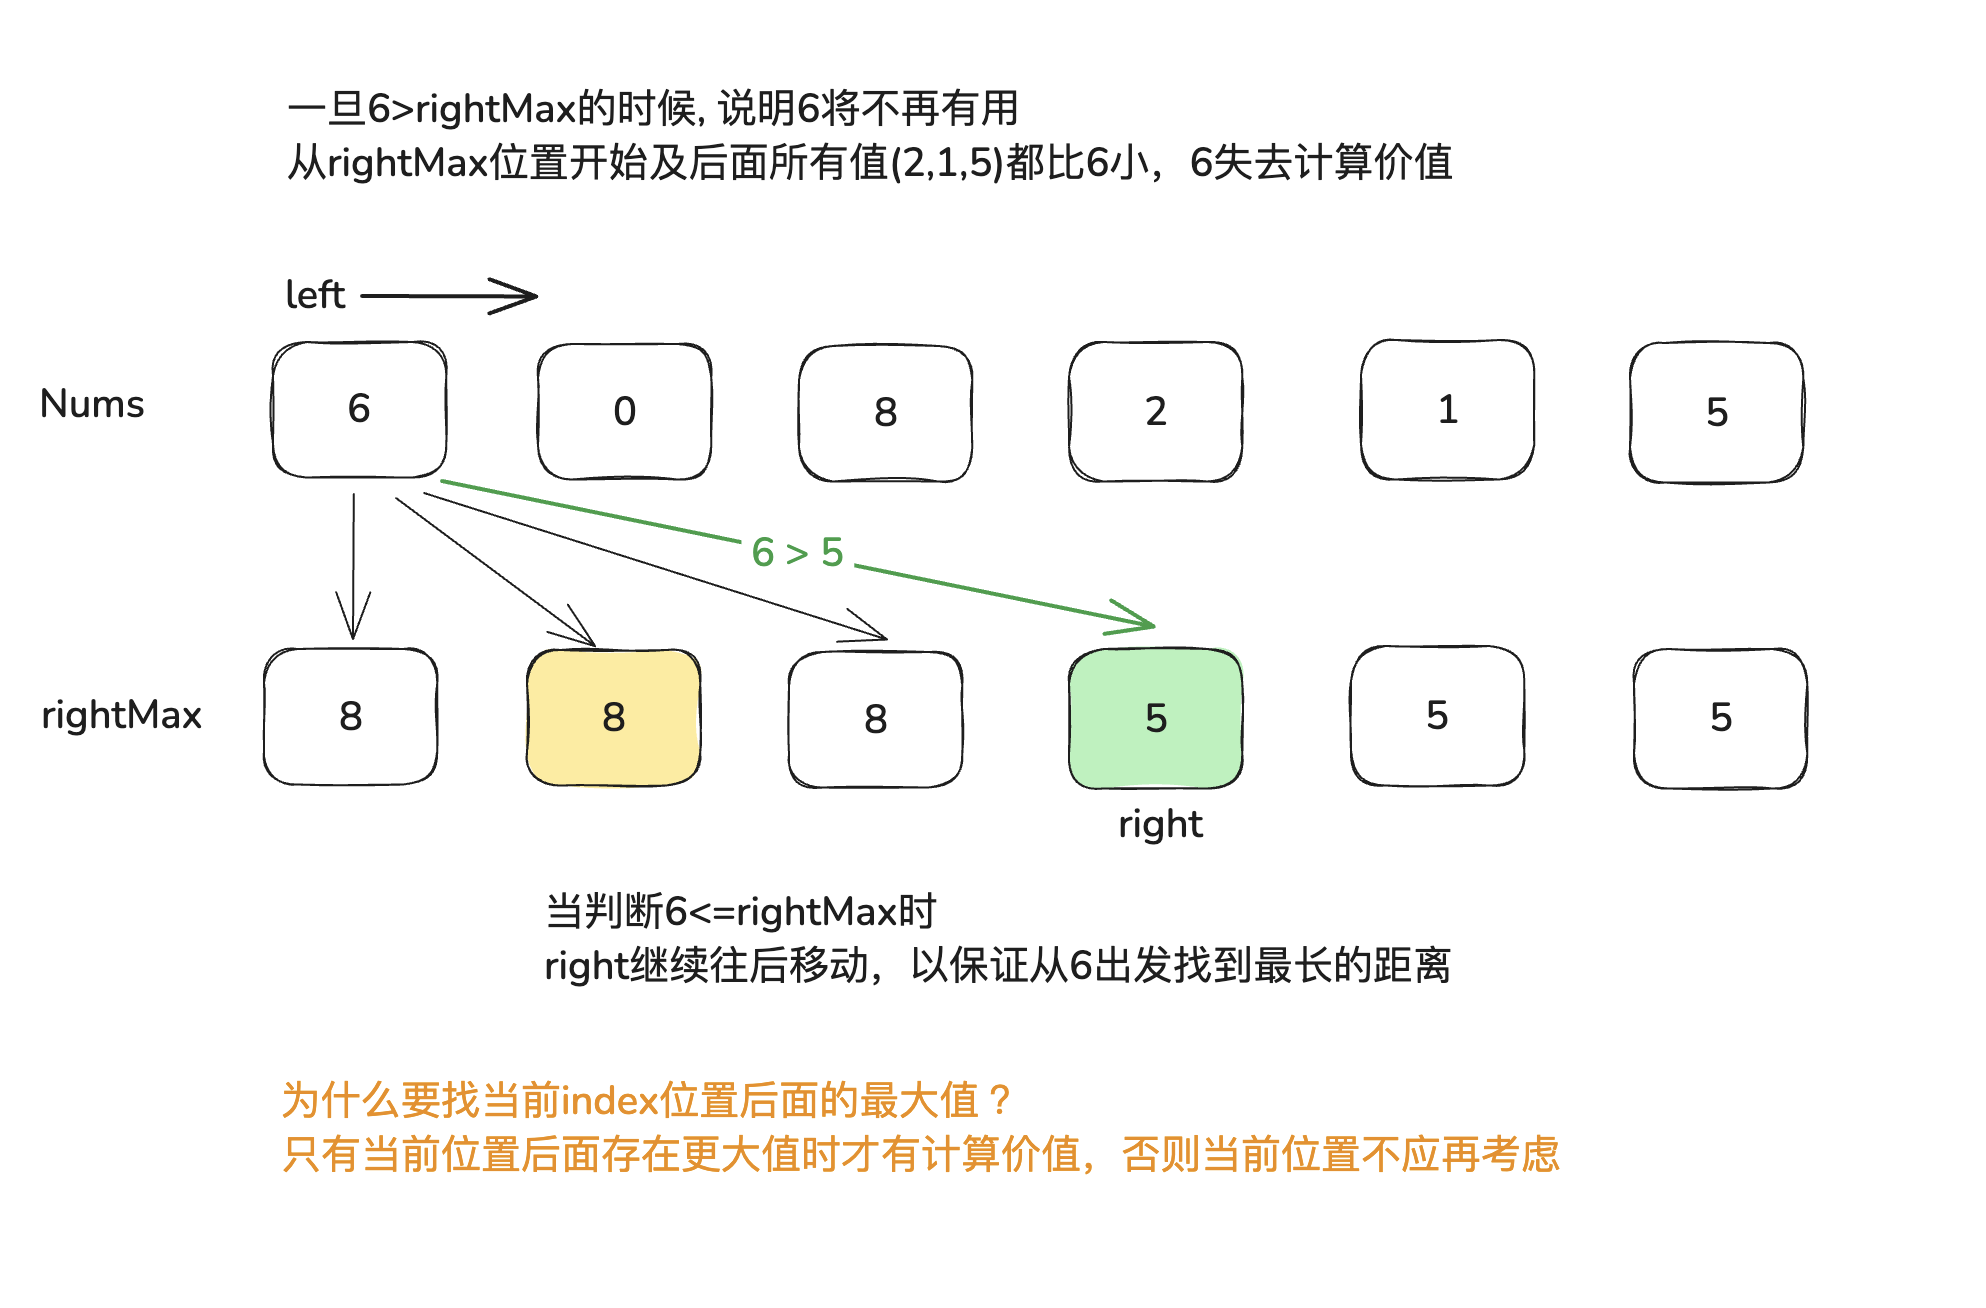 一旦6>rightMax的时候, 说明6将不再有用
从rightMax位置开始及后面所有值(2,1,5)都比6小，6失去计算价值
left
Nums 6 0 8 2 1 5
6 > 5
rightMax 8 8 8 5 5 5
right
当判断6<=rightMax时
right继续往后移动，以保证从6出发找到最长的距离
为什么要找当前index位置后面的最大值？
只有当前位置后面存在更大值时才有计算价值，否则当前位置不应再考虑